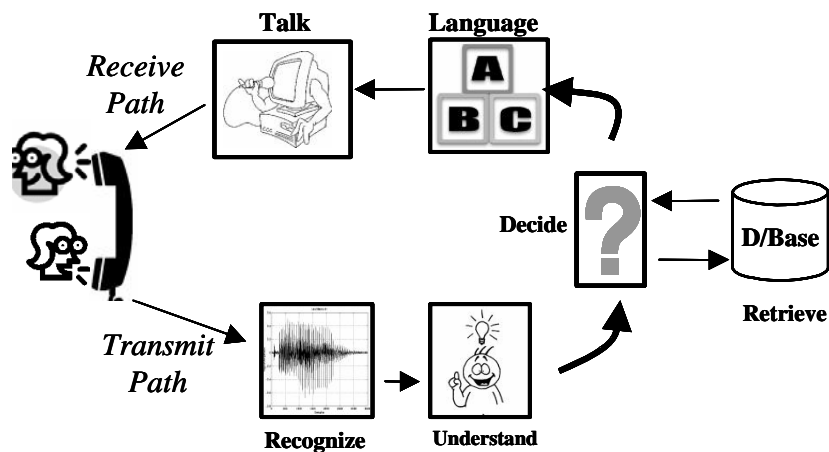 Talk
Language
Receive
Path
A
B C
Decide
?
D/Base
Retrieve
Transmit
Path
Recognize
Understand